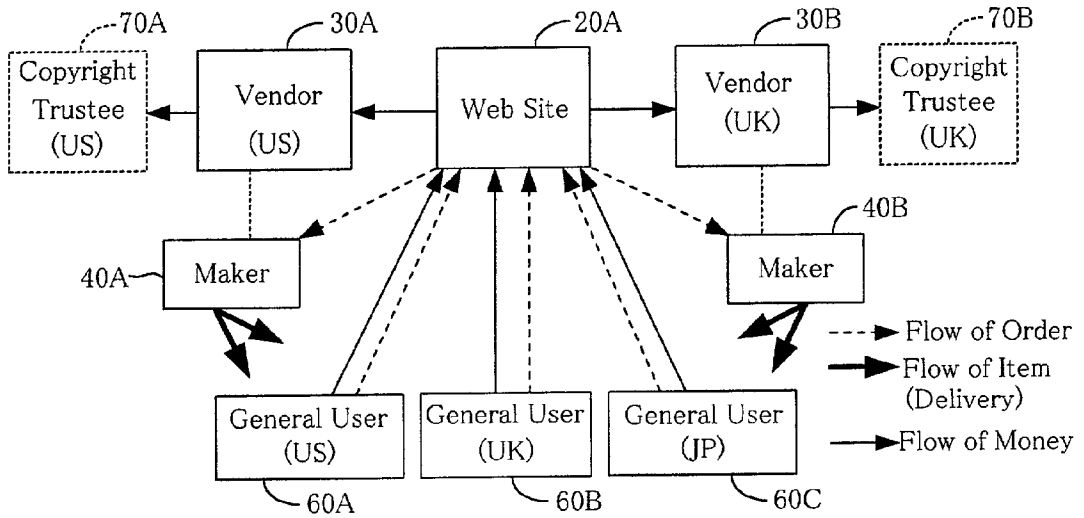 70A
30A
20A
30B
70B
Copyright
Trustee
(US)
Vendor
(US)
Web Site
Vendor
(UK)
Copyright
Trustee
(UK)
40A
Maker
40B
Maker
Flow of Order
Flow of Item
(Delivery)
Flow of Money
General User
(US)
General User
(UK)
General User
(JP)
60A
60B
60C